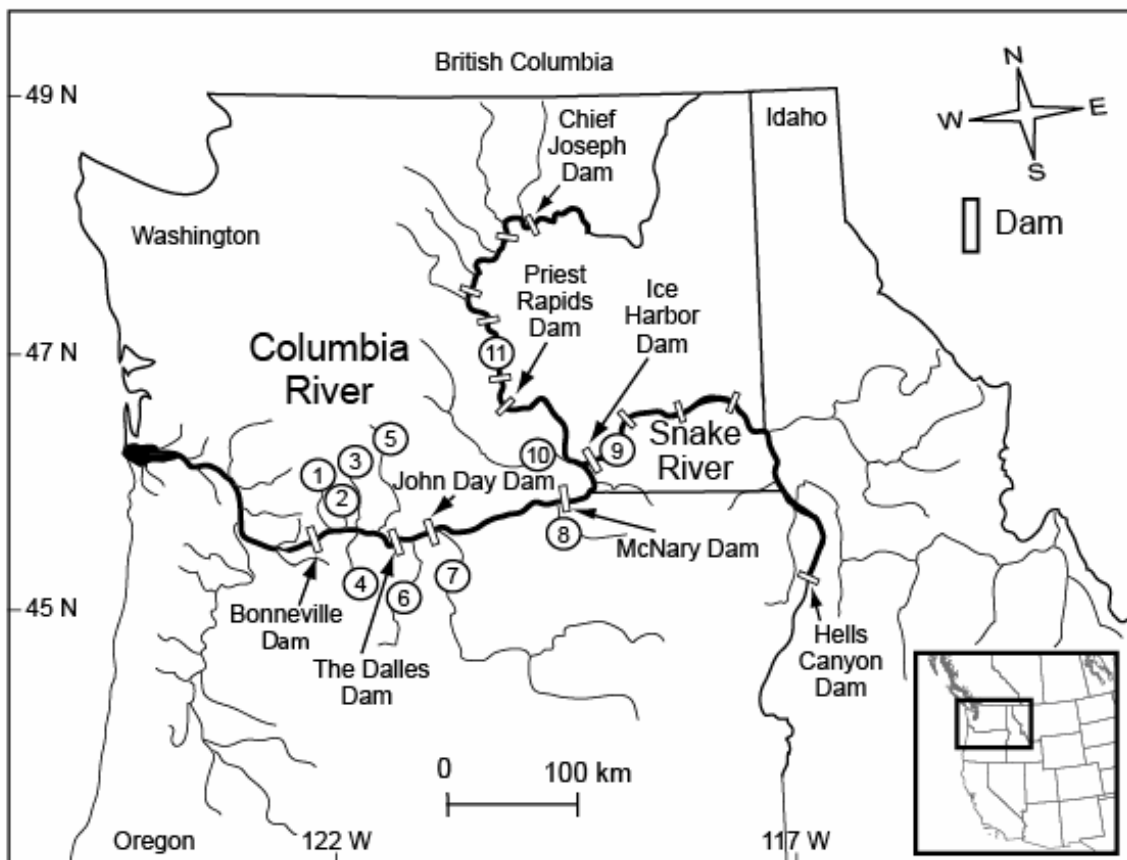 British Columbia
49 N
N
W
E
S
Idaho
Chief
Joseph
Dam
Dam
Washington
Priest
Rapids
Dam
Ice
Harbor
Dam
47 N
11
Columbia
River
5
3
1
2
10
9
Snake
River
John Day Dam
8
McNary Dam
4
6
7
45 N
Bonneville
Dam
The Dalles
Dam
Hells
Canyon
Dam
0
100 km
Oregon
122 W
117 W